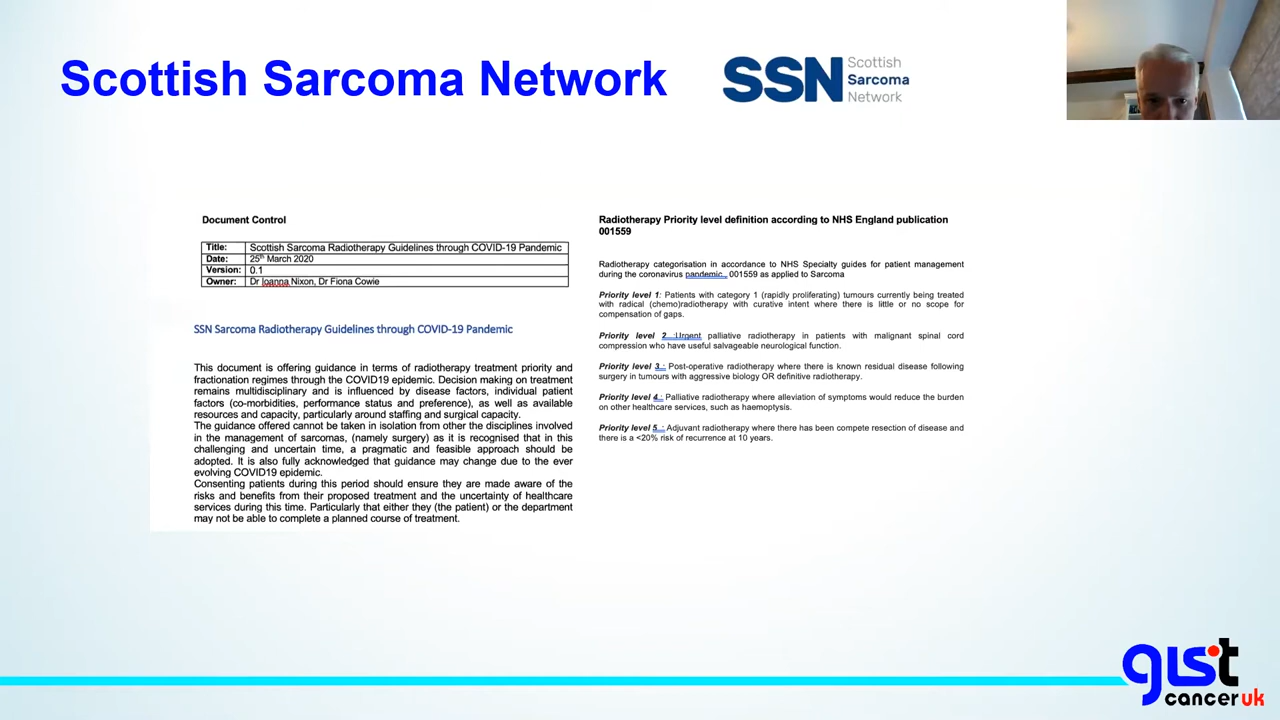 Scottish Sarcoma Network
SSN Scottish
Sarcoma
Network
Document Control
Title: Scottish Sarcoma Radiotherapy Guidelines through COVID-19 Pandemic
Date: 25th March 2020
Version: 0.1
Owner: Dr Ioanna Nixon, Dr Fiona Cowie
SSN Sarcoma Radiotherapy Guidelines through COVID-19 Pandemic
This document is offering guidance in terms of radiotherapy treatment priority and
fractionation regimes through the COVID19 epidemic. Decision making on treatment
remains multidisciplinary and is influenced by disease factors, individual patient
factors (co-morbidities, performance status and preference), as well as available
resources and capacity, particularly around staffing and surgical capacity.
The guidance offered cannot be taken in isolation from other the disciplines involved
in the management of sarcomas, (namely surgery) as it is recognised that in this
challenging and uncertain time, a pragmatic and feasible approach should be
adopted. It is also fully acknowledged that guidance may change due to the ever
evolving COVID19 epidemic.
Consenting patients during this period should ensure they are made aware of the
risks and benefits from their proposed treatment and the uncertainty of healthcare
services during this time. Particularly that either they (the patient) or the department
may not be able to complete a planned course of treatment.
Radiotherapy Priority level definition according to NHS England publication
001559
Radiotherapy categorisation in accordance to NHS Specialty guides for patient management
during the coronavirus pandemic , 001559 as applied to Sarcoma
Priority level 1: Patients with category 1 (rapidly proliferating) tumours currently being treated
with radical (chemo)radiotherapy with curative intent where there is little or no scope for
compensation of gaps.
Priority level 2 :Urgent palliative radiotherapy in patients with malignant spinal cord
compression who have useful salvageable neurological function.
Priority level 3 : Post-operative radiotherapy where there is known residual disease following
surgery in tumours with aggressive biology OR definitive radiotherapy.
Priority level 4 : Palliative radiotherapy where alleviation of symptoms would reduce the burden
on other healthcare services, such as haemoptysis.
Priority level 5 : Adjuvant radiotherapy where there has been compete resection of disease and
there is a <20% risk of recurrence at 10 years.
gist
cancer uk